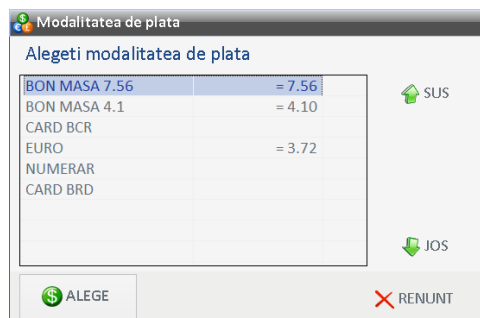 Modalitatea de plata
Alegeti modalitatea de plata
BON MASA 7.56 = 7.56
BON MASA 4.1 = 4.10
CARD BCR
EURO = 3.72
NUMERAR
CARD BRD
SUS
JOS
ALEGE
RENUNT